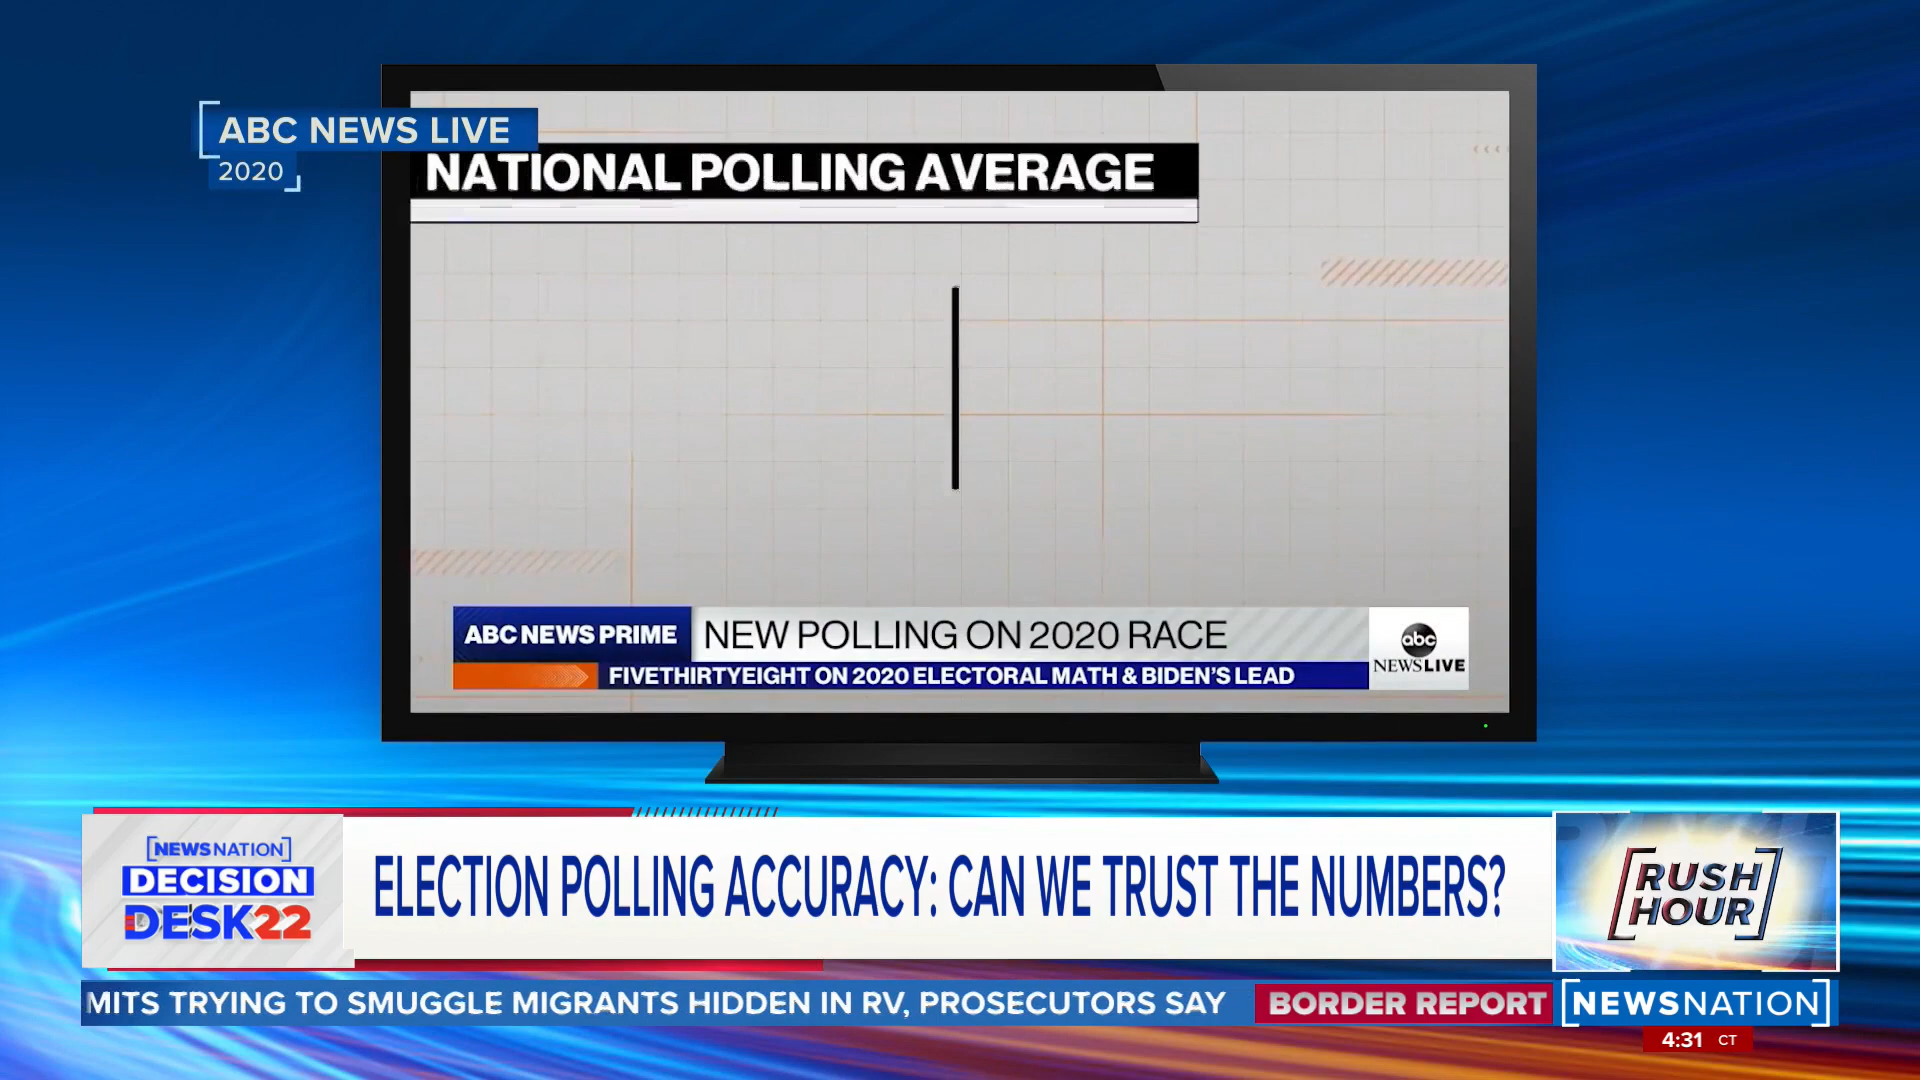 ABC NEWS LIVE
2020
NATIONAL POLLING AVERAGE
ABC NEWS PRIME
NEW POLLING ON 2020 RACE
FIVETHIRTYEIGHT ON 2020 ELECTORAL MATH & BIDEN'S LEAD
abc
NEWSLIVE
[NEWSNATION]
DECISION
DESK22
ELECTION POLLING ACCURACY: CAN WE TRUST THE NUMBERS?
[RUSH
HOUR]
MITS TRYING TO SMUGGLE MIGRANTS HIDDEN IN RV, PROSECUTORS SAY
BORDER REPORT
[NEWSNATION]
4:31 CT